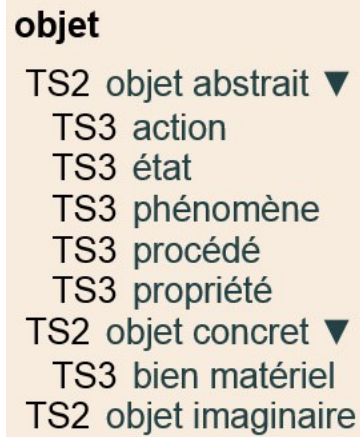 objet
TS2 objet abstrait ▼
TS3 action
TS3 état
TS3 phénomène
TS3 procédé
TS3 propriété
TS2 objet concret ▼
TS3 bien matériel
TS2 objet imaginaire